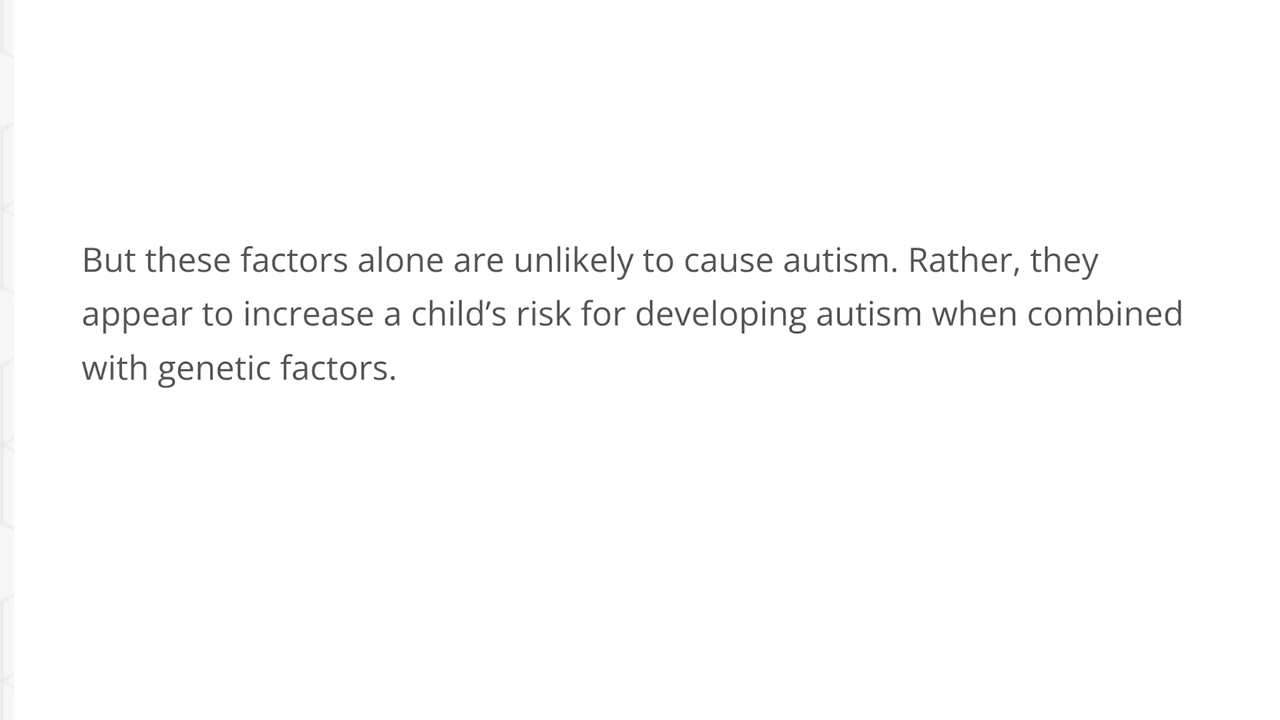 But these factors alone are unlikely to cause autism. Rather, they
appear to increase a child’s risk for developing autism when combined
with genetic factors.